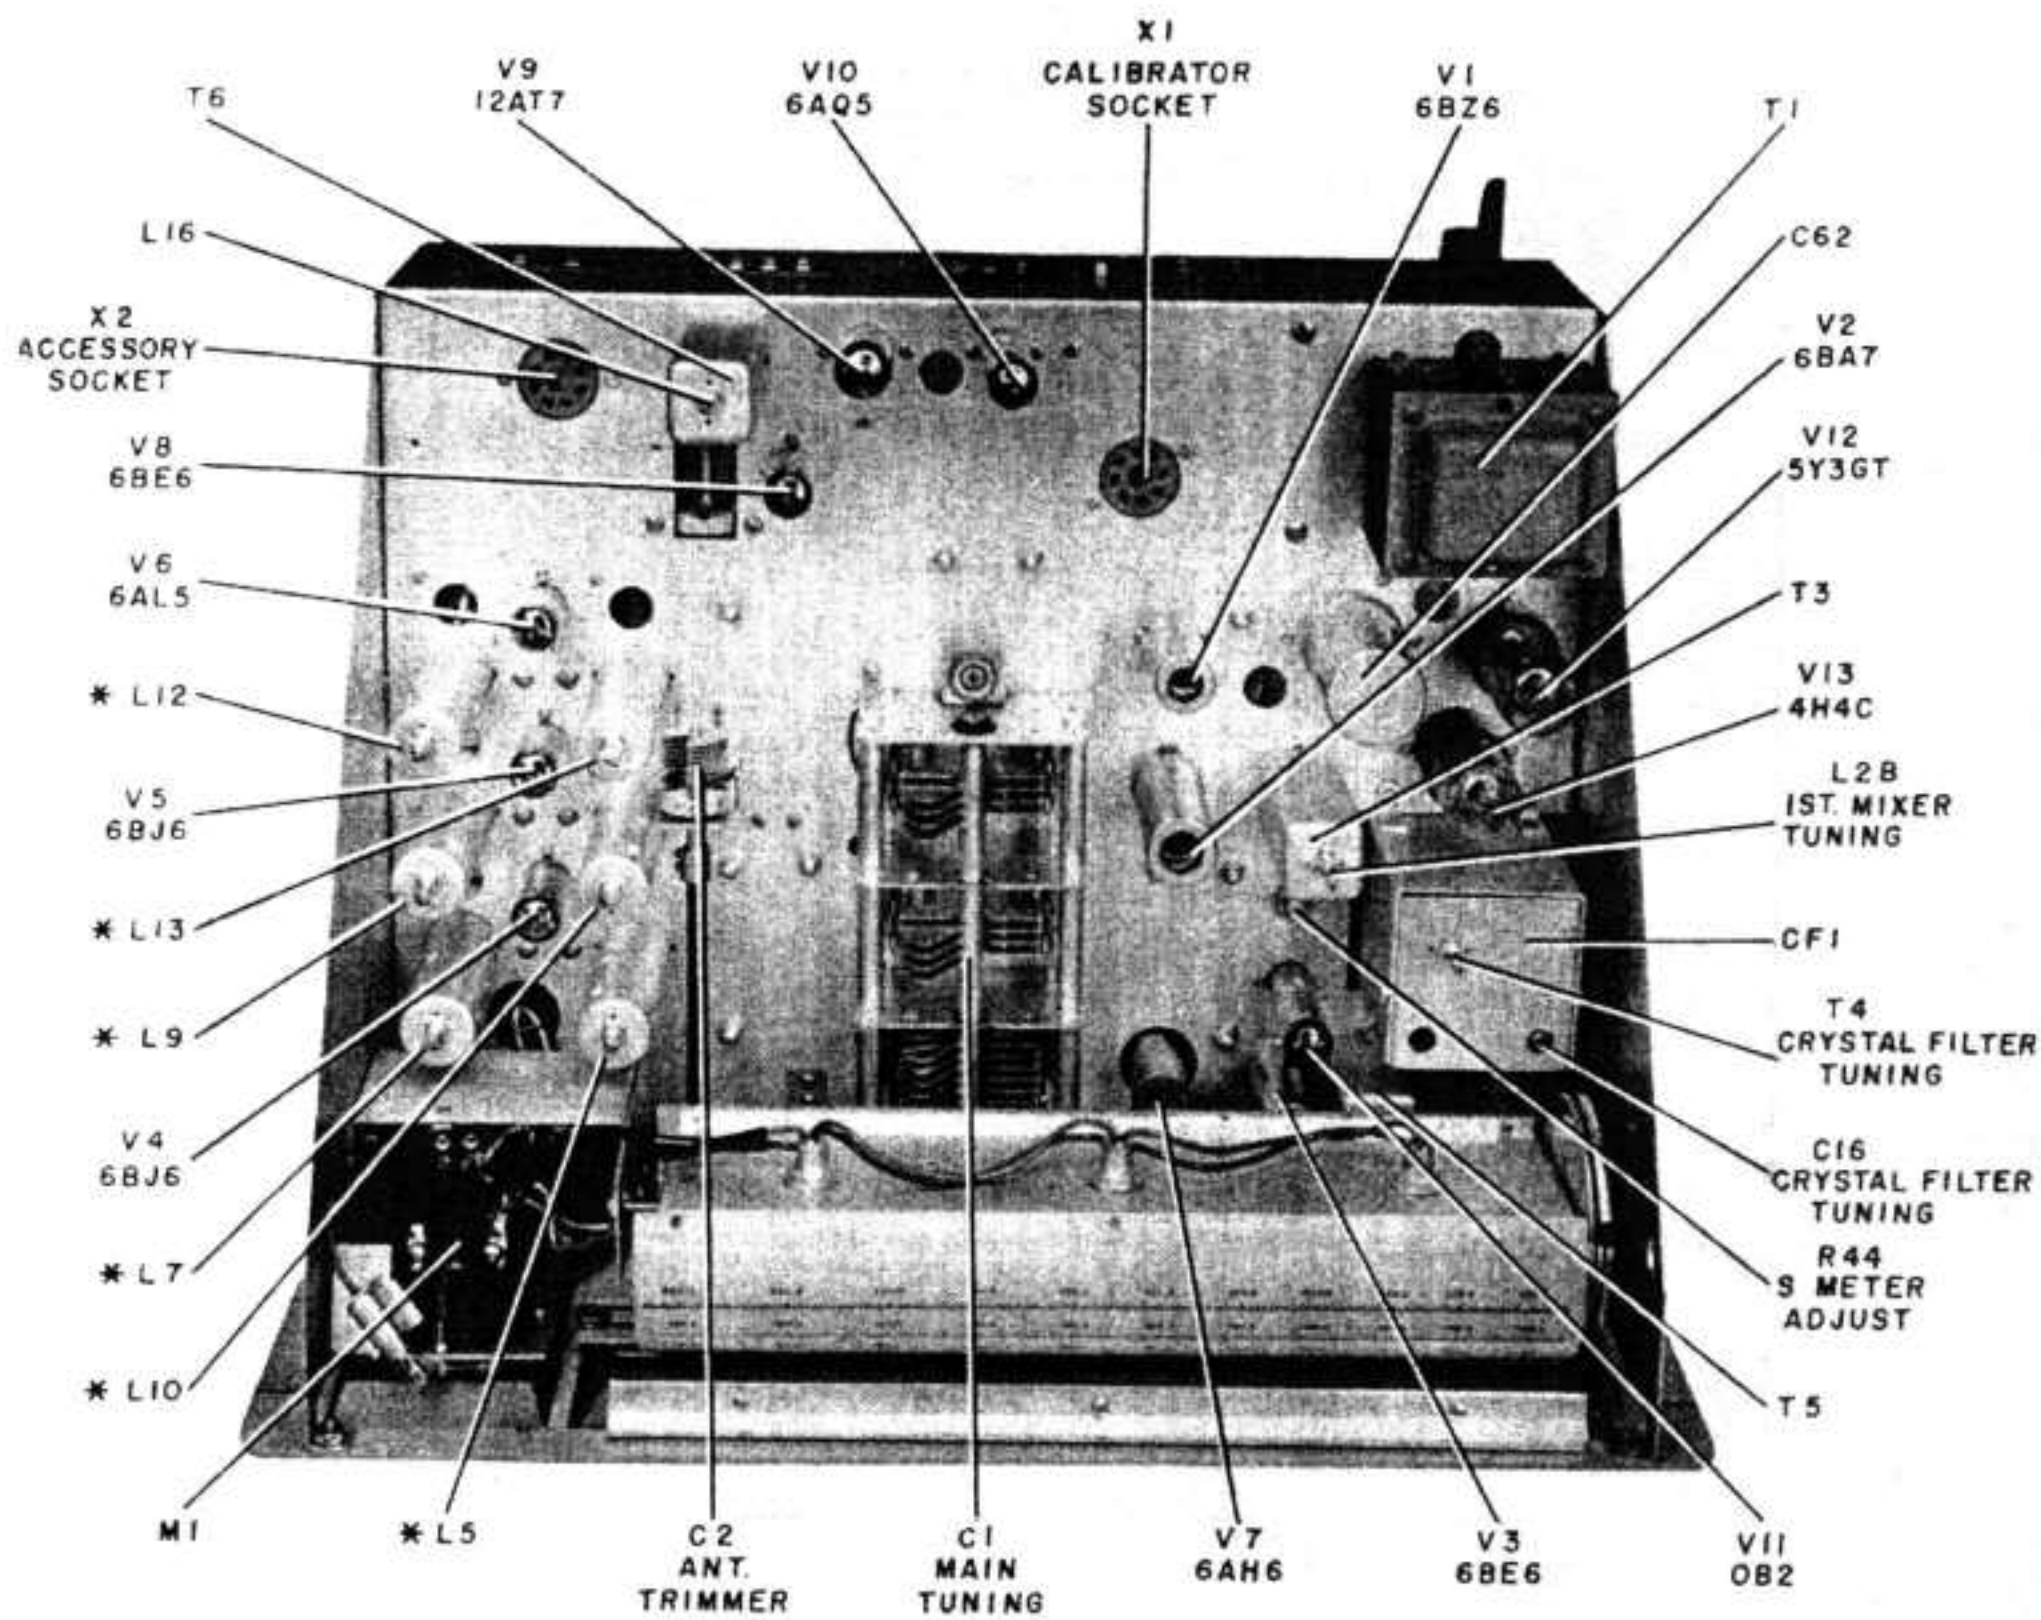 X1
CALIBRATOR
SOCKET
V9
12AT7
V10
6AQ5
V1
6BZ6
T6
T1
L16
C62
X2
ACCESSORY
SOCKET
V2
6BA7
V8
6BE6
V12
5Y3GT
V6
6AL5
T3
* L12
V13
4H4C
V5
6BJ6
L2B
1ST. MIXER
TUNING
* L13
CF1
* L9
T4
CRYSTAL FILTER
TUNING
V4
6BJ6
C16
CRYSTAL FILTER
TUNING
* L7
R44
S METER
ADJUST
* L10
T5
M1
* L5
C2
ANT.
TRIMMER
C1
MAIN
TUNING
V7
6AH6
V3
6BE6
V11
OB2